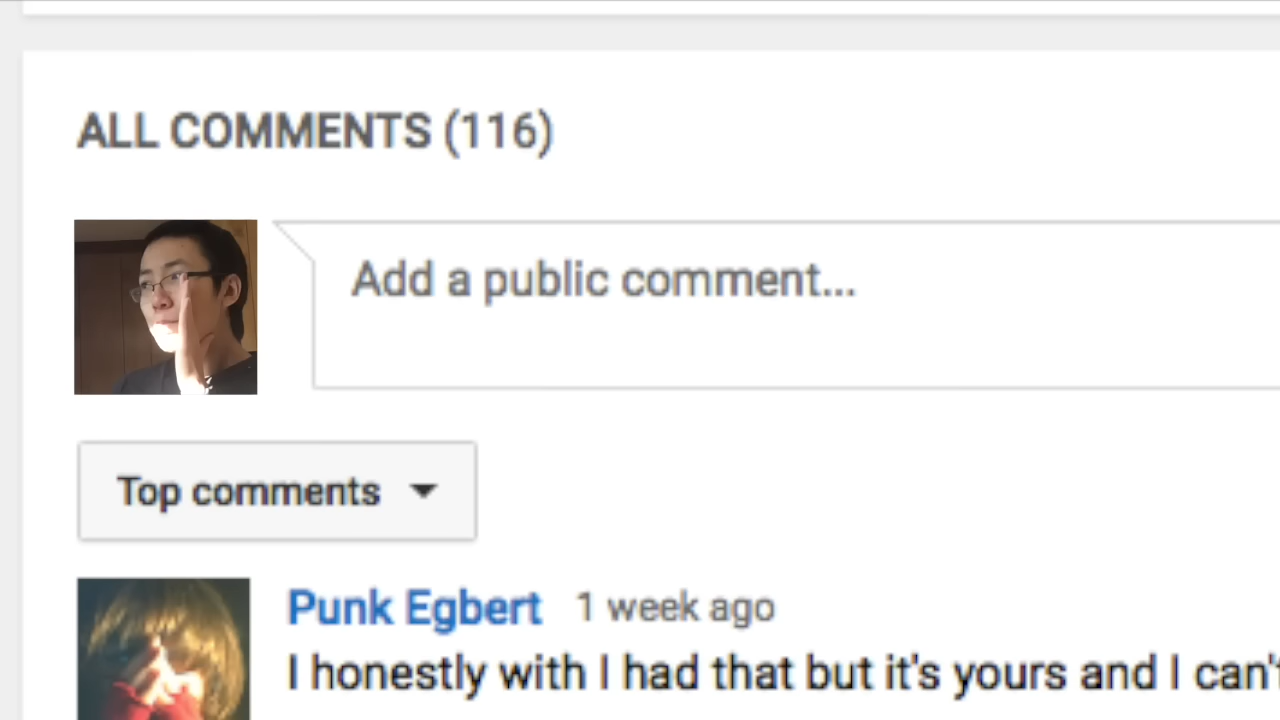 ALL COMMENTS (116)
Add a public comment...
Top comments
Punk Egbert 1 week ago
I honestly with I had that but it's yours and I can't